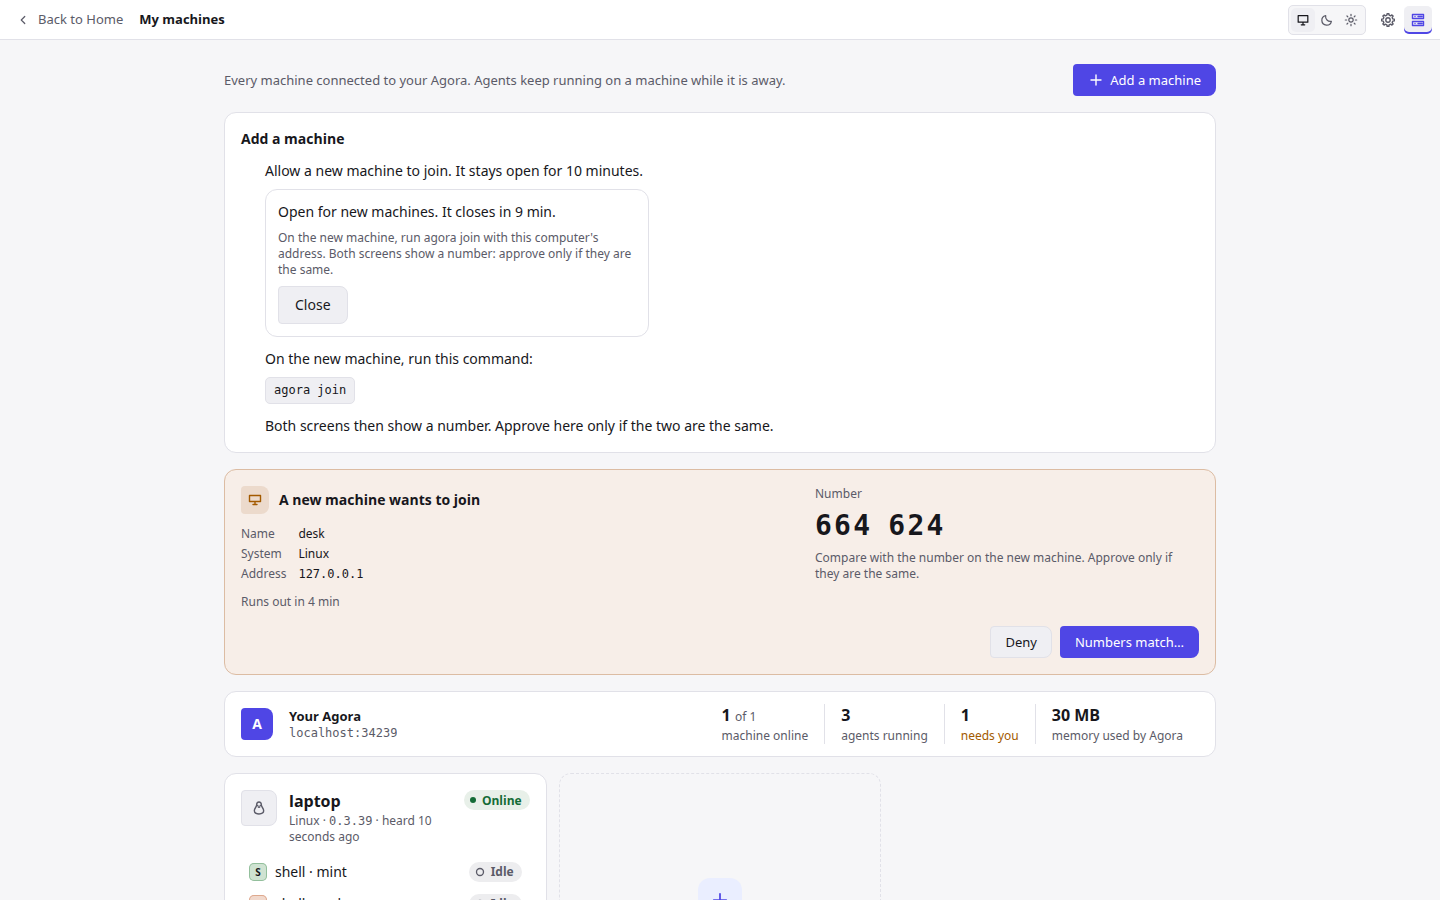 Back to Home My machines
Every machine connected to your Agora. Agents keep running on a machine while it is away.
Add a machine
Add a machine
Allow a new machine to join. It stays open for 10 minutes.
Open for new machines. It closes in 9 min.
On the new machine, run agora join with this computer's
address. Both screens show a number: approve only if they are
the same.
Close
On the new machine, run this command:
agora join
Both screens then show a number. Approve here only if the two are the same.
A new machine wants to join
Name desk
System Linux
Address 127.0.0.1
Runs out in 4 min
Number
664 624
Compare with the number on the new machine. Approve only if
they are the same.
Deny
Numbers match...
A
Your Agora
localhost:34239
1 of 1
machine online
3
agents running
1
needs you
30 MB
memory used by Agora
laptop
Online
Linux · 0.3.39 · heard 10
seconds ago
S shell · mint
Idle